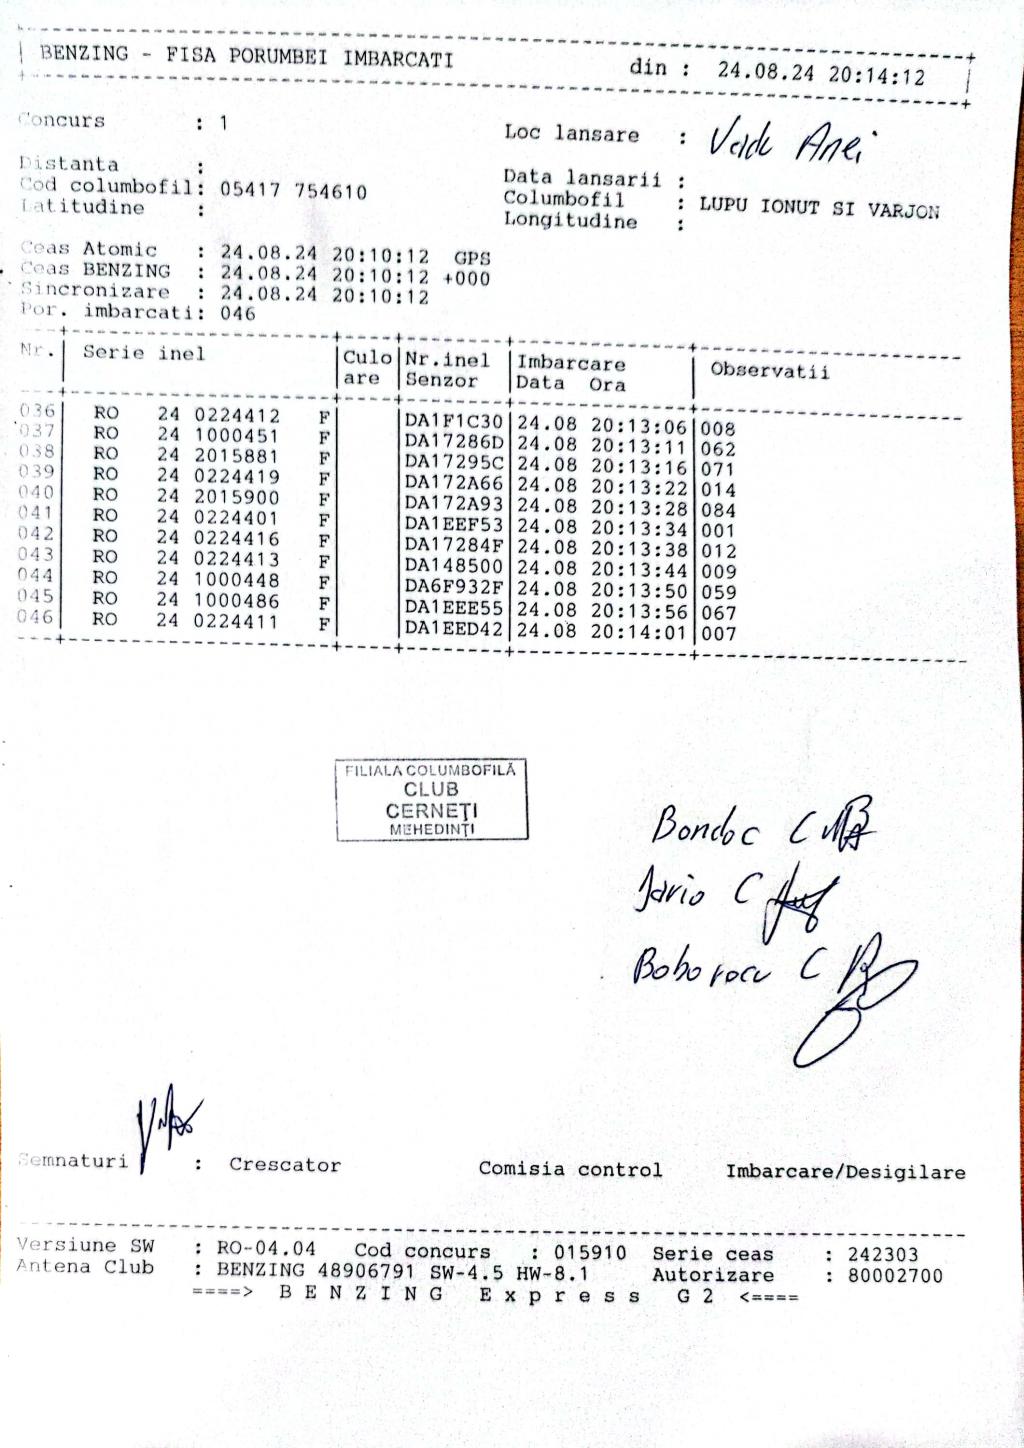 BENZING - FISA PORUMBEI IMBARCATI din : 24.08.24 20:14:12
Concurs : 1 Loc lansare : Vadu Anei
Distanta : Data lansarii :
Cod columbofil: 05417 754610 Columbofil : LUPU IONUT SI VARJON
Latitudine : Longitudine :
Ceas Atomic : 24.08.24 20:10:12 GPS
Ceas BENZING : 24.08.24 20:10:12 +000
Sincronizare : 24.08.24 20:10:12
Por. imbarcati: 046
Nr. Serie inel Culo Nr.inel Imbarcare Observatii
are Senzor Data Ora
036 RO 24 0224412 F DA1F1C30 24.08 20:13:06 008
037 RO 24 1000451 F DA17286D 24.08 20:13:11 062
038 RO 24 2015881 F DA17295C 24.08 20:13:16 071
039 RO 24 0224419 F DA172A66 24.08 20:13:22 014
040 RO 24 2015900 F DA172A93 24.08 20:13:28 084
041 RO 24 0224401 F DA1EEF53 24.08 20:13:34 001
042 RO 24 0224416 F DA17284F 24.08 20:13:38 012
043 RO 24 0224413 F DA148500 24.08 20:13:44 009
044 RO 24 1000448 F DA6F932F 24.08 20:13:50 059
045 RO 24 1000486 F DA1EEE55 24.08 20:13:56 067
046 RO 24 0224411 F DA1EED42 24.08 20:14:01 007
FILIALA COLUMBOFILĂ
CLUB
CERNEŢI
MEHEDINŢI
Bondoc C
C
C
Semnaturi : Crescator Comisia control Imbarcare/Desigilare
Versiune SW : RO-04.04 Cod concurs : 015910 Serie ceas : 242303
Antena Club : BENZING 48906791 SW-4.5 HW-8.1 Autorizare : 80002700
====> B E N Z I N G E x p r e s s G 2 <====